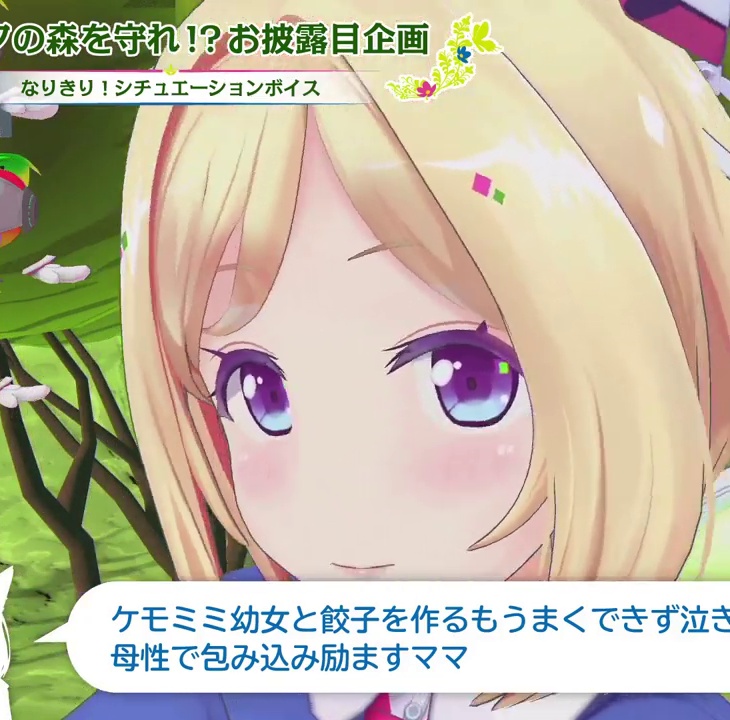 の森を守れ!?お披露目企画
なりきり！シチュエーションボイス
ケモミミ幼女と餃子を作るもうまくできず泣き
母性で包み込み励ますママ